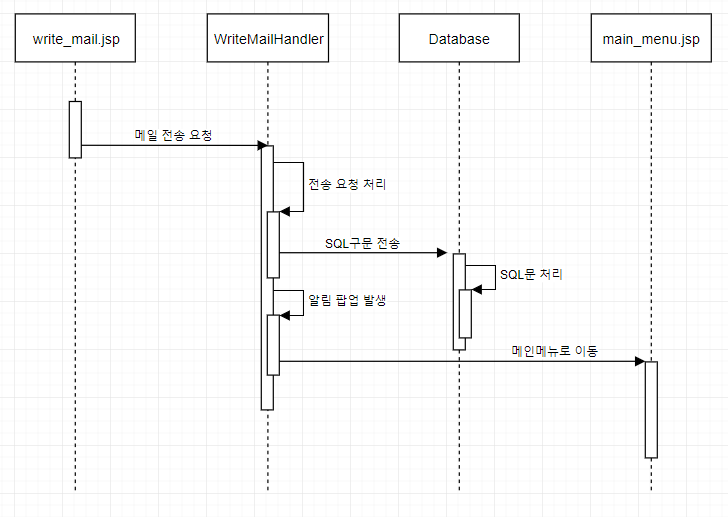 write_mail.jsp
WriteMailHandler
Database
main_menu.jsp
메일 전송 요청
전송 요청 처리
SQL구문 전송
SQL문 처리
알림 팝업 발생
메인메뉴로 이동